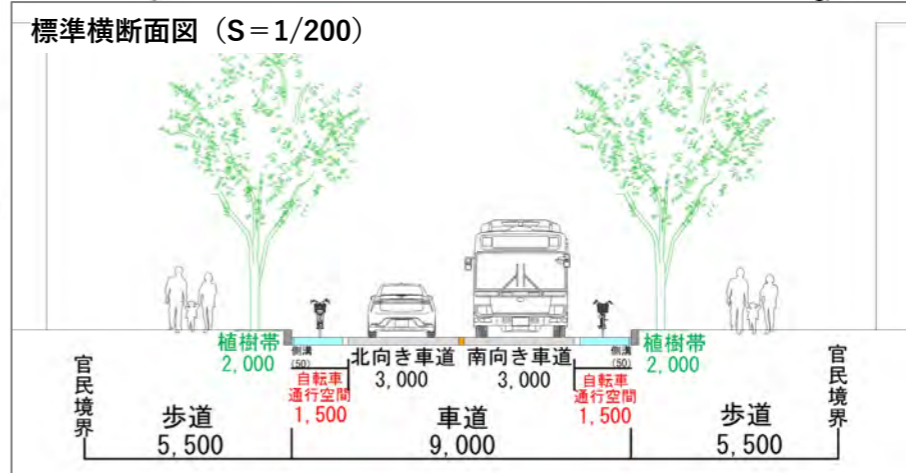 標準横断面図（S＝1/200）
植樹帯
2,000
側溝
(50)
北向き車道
3,000
南向き車道
3,000
側溝
(50)
植樹帯
2,000
自転車
通行空間
1,500
自転車
通行空間
1,500
官民境界
歩道
5,500
車道
9,000
歩道
5,500
官民境界